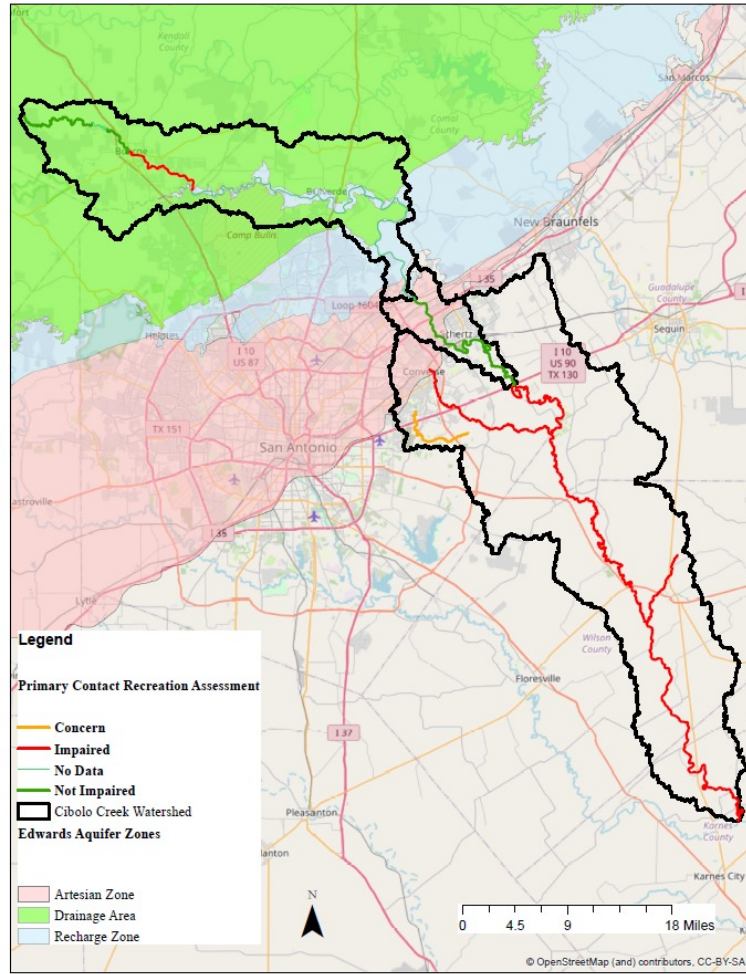 Kendall
County
San Marcos
Comal
County
Boerne
Bulverde
Camp Bullis
New Braunfels
I 35
Guadalupe
County
Loop 1604
Seguin
Helotes
I 10
US 87
I 10
US 90
TX 130
Converse
TX 151
San Antonio
I 35
Lytle
Wilson
County
Floresville
I 37
Pleasanton
Karnes
County
Karnes City
Legend
Primary Contact Recreation Assessment
Concern
Impaired
No Data
Not Impaired
Cibolo Creek Watershed
Edwards Aquifer Zones
Artesian Zone
Drainage Area
Recharge Zone
N
0 4.5 9 18 Miles
© OpenStreetMap (and) contributors, CC-BY-SA